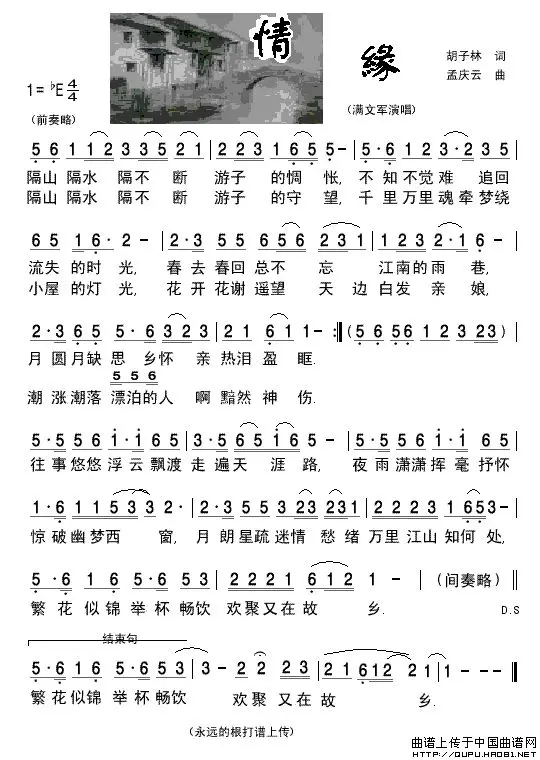 情
缘
胡子林 词
孟庆云 曲
1=♭E 4/4
(前奏略)
(满文军演唱)
5 6 1 1 2 3 3 5 2 1 | 2 2 3 1 6 5 5 - | 5 · 5 1 2 3 · 2 3 5 |
隔山 隔水 隔不 断 游子 的惆 怅, 不 知 不觉 难 追回
隔山 隔水 隔不 断 游子 的守 望, 千 里 万里 魂 牵 梦绕
6 5 5 1 6 · 2 - | 2 · 3 5 5 6 5 6 2 3 1 | 1 2 2 3 2 · 1 6 - |
流失 的时 光, 春 去 春回 总不 忘 江南的雨 巷,
小屋 的灯 光, 花 开 花谢 遥望 天 边 白发 亲 娘,
2 · 3 6 5 5 · 6 3 2 3 | 2 2 1 6 1 1 - :‖ (5 6 5 5 6 1 2 3 2 3 )|
月 圆 月缺 思 乡怀 亲 热泪 盈 眶.
5 5 6
潮 涨 潮落 漂泊的人 啊 黯然 神 伤.
5 · 5 5 5 6 i · i 6 5 | 3 · 5 6 5 1 6 5 - | 5 · 6 5 6 i · i 6 5 |
往 事悠悠 浮 云 飘渡 走 遍 天 涯 路, 夜 雨 潇潇 挥 毫 抒怀
1 · 6 1 1 5 3 3 2 · | 2 · 3 5 5 3 2 3 2 3 1 | 2 2 2 3 1 6 5 3 - |
惊 破 幽 梦 西 窗, 月 朗 星疏 迷情 愁绪 万里 江山 知何 处,
5 · 6 1 6 5 · 6 5 3 | 2 2 2 1 6 1 2 1 - | (间奏略) ‖
繁 花 似 锦 举 杯 畅饮 欢聚 又在 故 乡. D.S
结束句
5 · 6 1 6 5 · 6 5 3 | 3 - 2 2 3 | 2 1 6 1 2 2 1 | 1 - - - ‖
繁 花 似 锦 举 杯 畅饮 欢聚 又 在 故 乡.
(永远的根打谱上传)
曲谱上传于中国曲谱网
www.QUPU.HAO81.NET